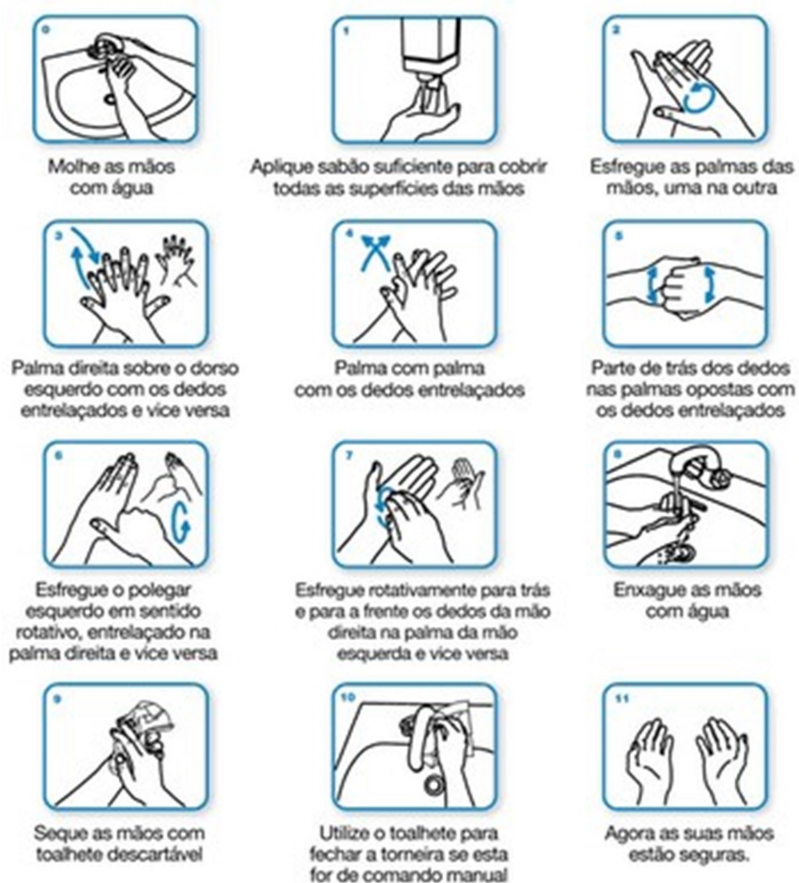 0
Molhe as mãos
com água
1
Aplique sabão suficiente para cobrir
todas as superfícies das mãos
2
Esfregue as palmas das
mãos, uma na outra
3
Palma direita sobre o dorso
esquerdo com os dedos
entrelaçados e vice versa
4
Palma com palma
com os dedos entrelaçados
5
Parte de trás dos dedos
nas palmas opostas com
os dedos entrelaçados
6
Esfregue o polegar
esquerdo em sentido
rotativo, entrelaçado na
palma direita e vice versa
7
Esfregue rotativamente para trás
e para a frente os dedos da mão
direita na palma da mão
esquerda e vice versa
8
Enxague as mãos
com água
9
Seque as mãos com
toalhete descartável
10
Utilize o toalhete para
fechar a torneira se esta
for de comando manual
11
Agora as suas mãos
estão seguras.